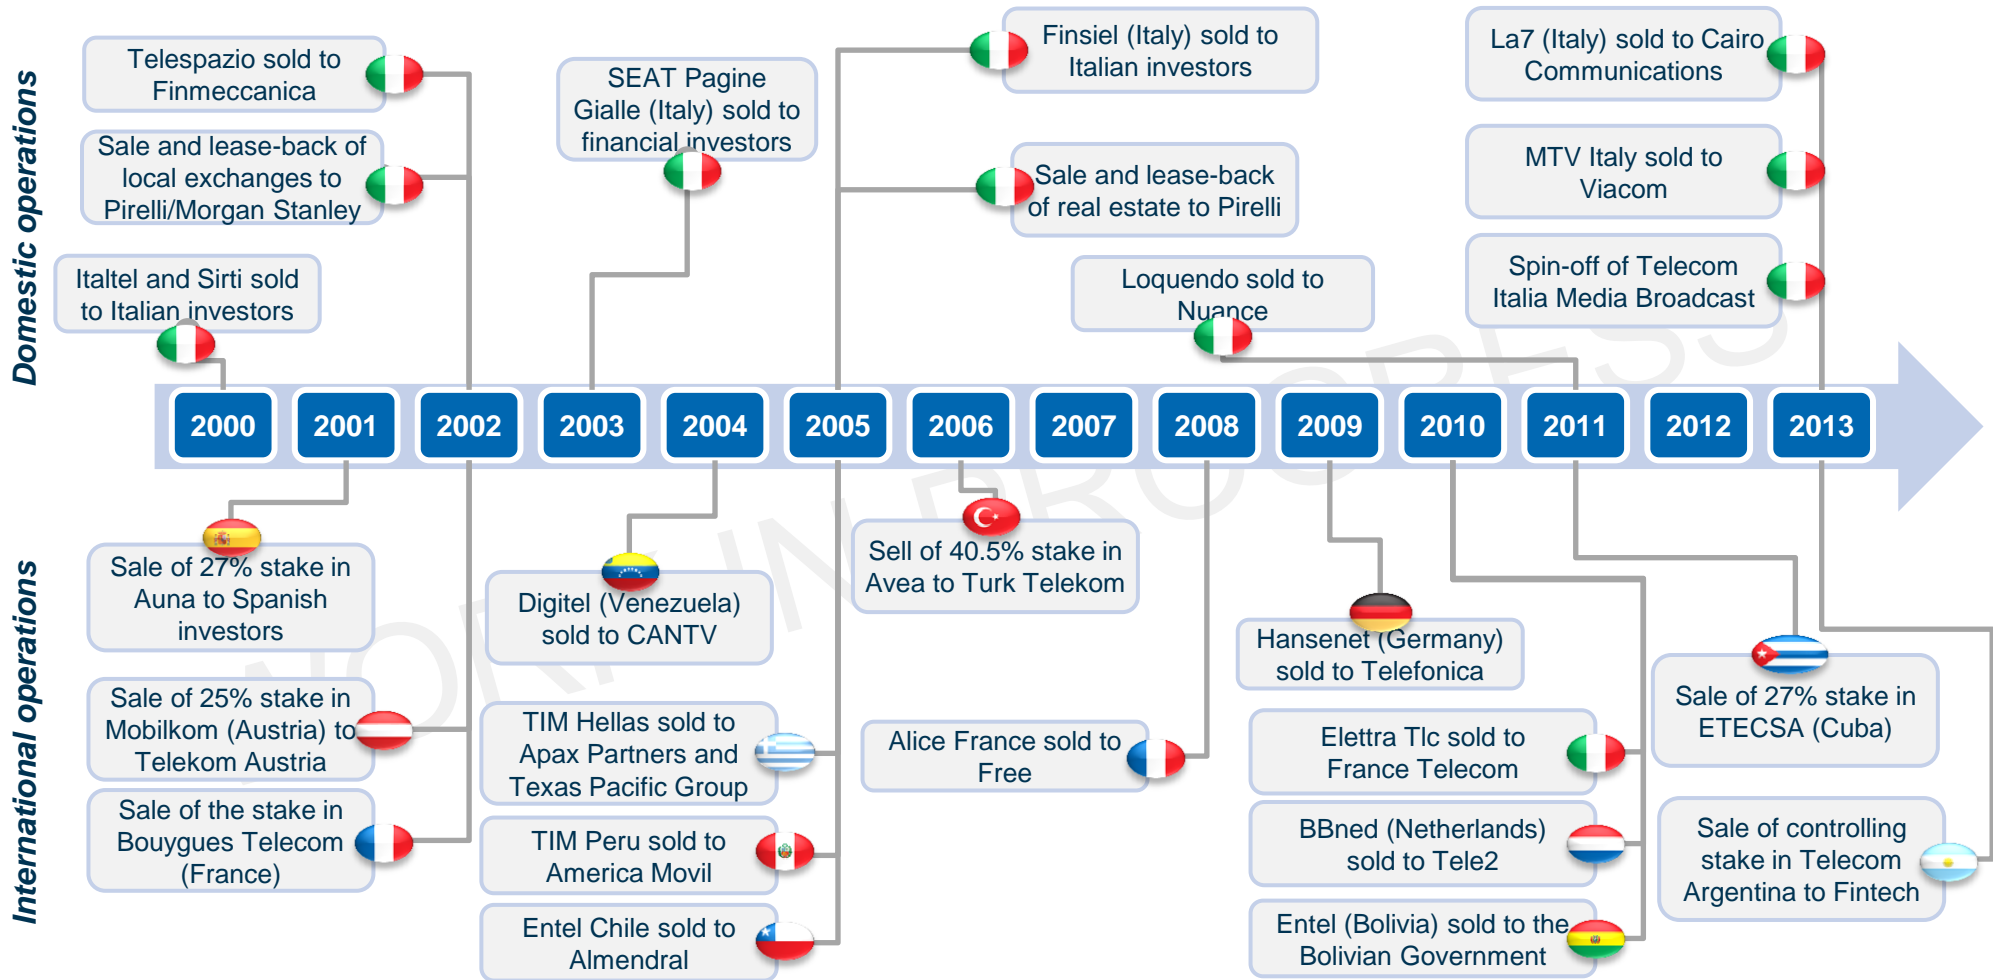 Domestic operations
Telespazio sold to
Finmeccanica
Sale and lease-back of
local exchanges to
Pirelli/Morgan Stanley
Italtel and Sirti sold
to Italian investors
SEAT Pagine
Gialle (Italy) sold to
financial investors
Finsiel (Italy) sold to
Italian investors
Sale and lease-back
of real estate to Pirelli
Loquendo sold to
Nuance
La7 (Italy) sold to Cairo
Communications
MTV Italy sold to
Viacom
Spin-off of Telecom
Italia Media Broadcast
2000
2001
2002
2003
2004
2005
2006
2007
2008
2009
2010
2011
2012
2013
WORK IN PROGRESS
International operations
Sale of 27% stake in
Auna to Spanish
investors
Sale of 25% stake in
Mobilkom (Austria) to
Telekom Austria
Sale of the stake in
Bouygues Telecom
(France)
Digitel (Venezuela)
sold to CANTV
TIM Hellas sold to
Apax Partners and
Texas Pacific Group
TIM Peru sold to
America Movil
Entel Chile sold to
Almendral
Sell of 40.5% stake in
Avea to Turk Telekom
Alice France sold to
Free
Hansenet (Germany)
sold to Telefonica
Elettra Tlc sold to
France Telecom
BBned (Netherlands)
sold to Tele2
Entel (Bolivia) sold to the
Bolivian Government
Sale of 27% stake in
ETECSA (Cuba)
Sale of controlling
stake in Telecom
Argentina to Fintech